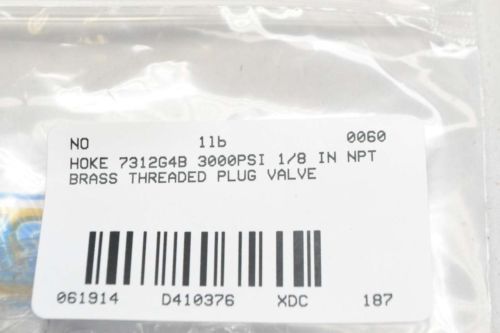 NO 1lb 0060
HOKE 7312G4B 3000PSI 1/8 IN NPT
BRASS THREADED PLUG VALVE
061914 D410376 XDC 187